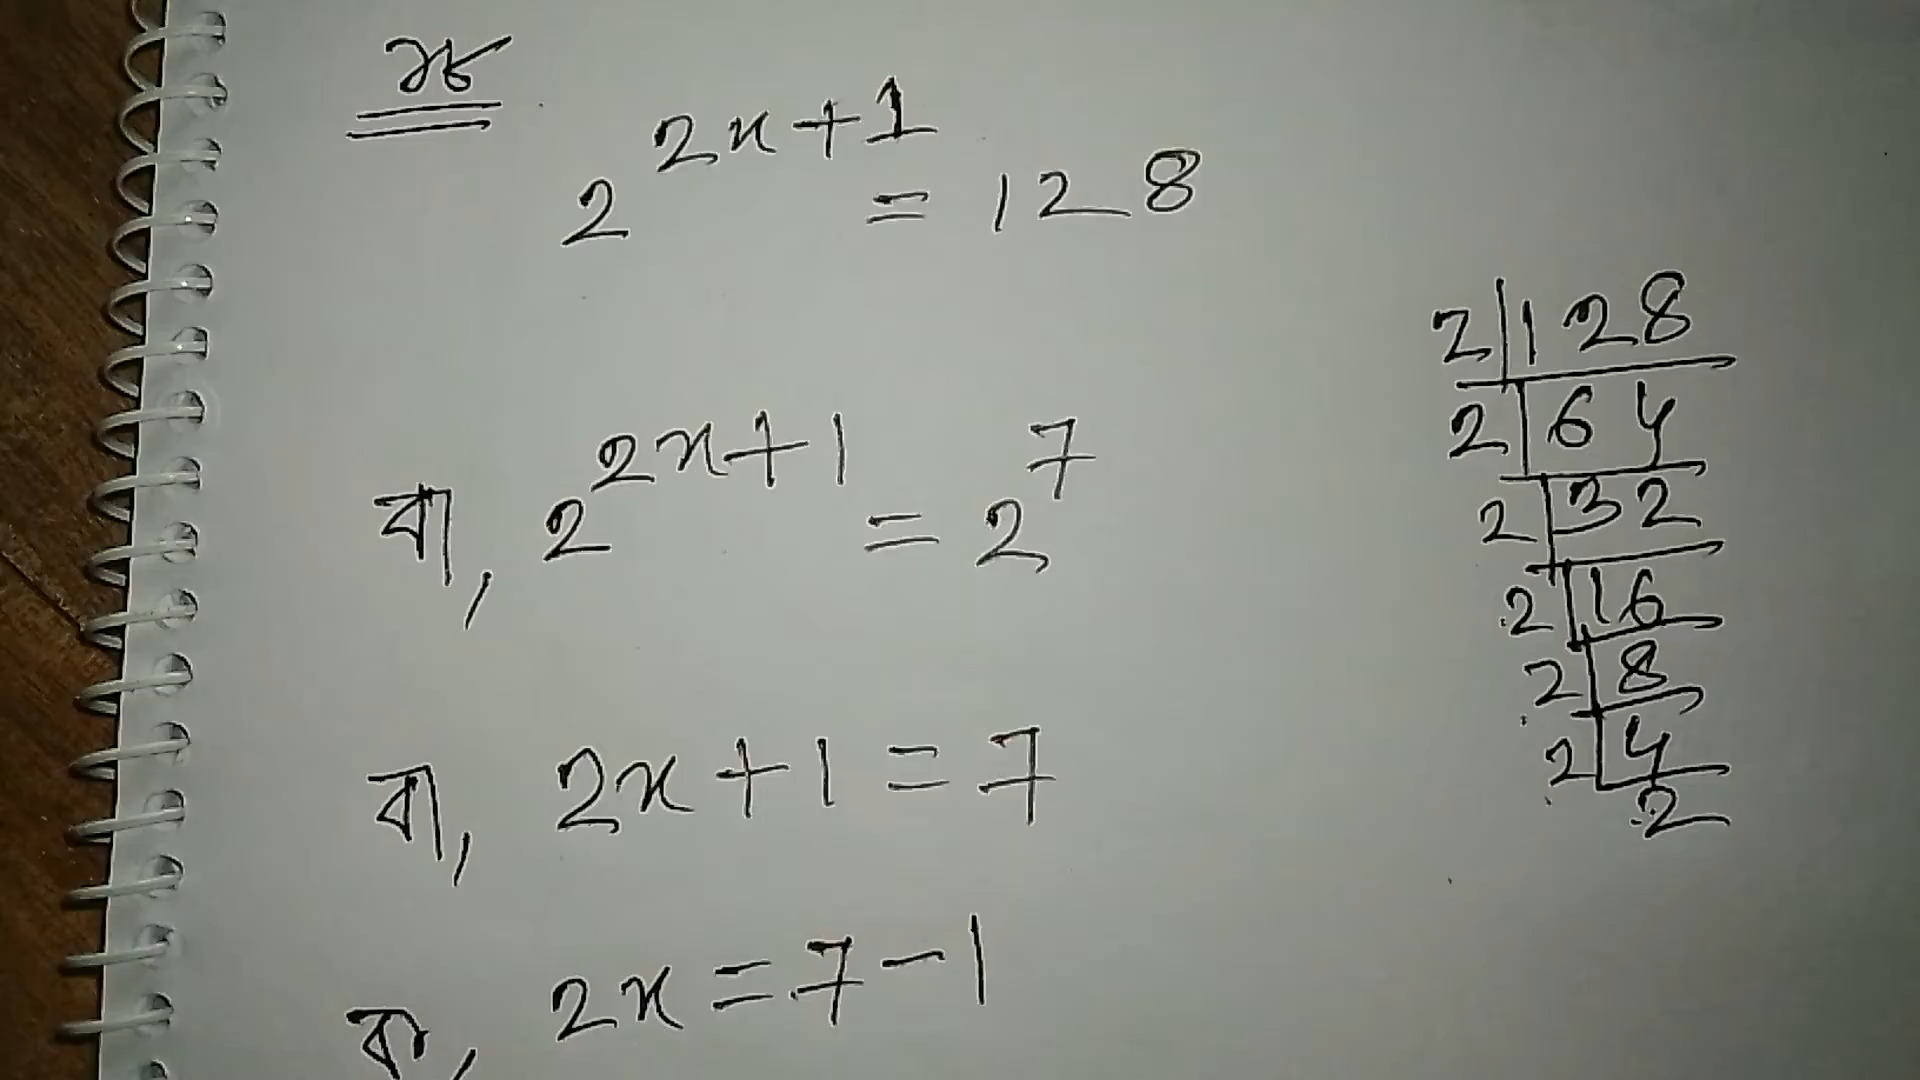 2^{2x+1} = 128
বা, 2^{2x+1} = 2^7
বা, 2x+1 = 7
বা, 2x = 7-1
2|128
2|64
2|32
2|16
2|8
2|4
2